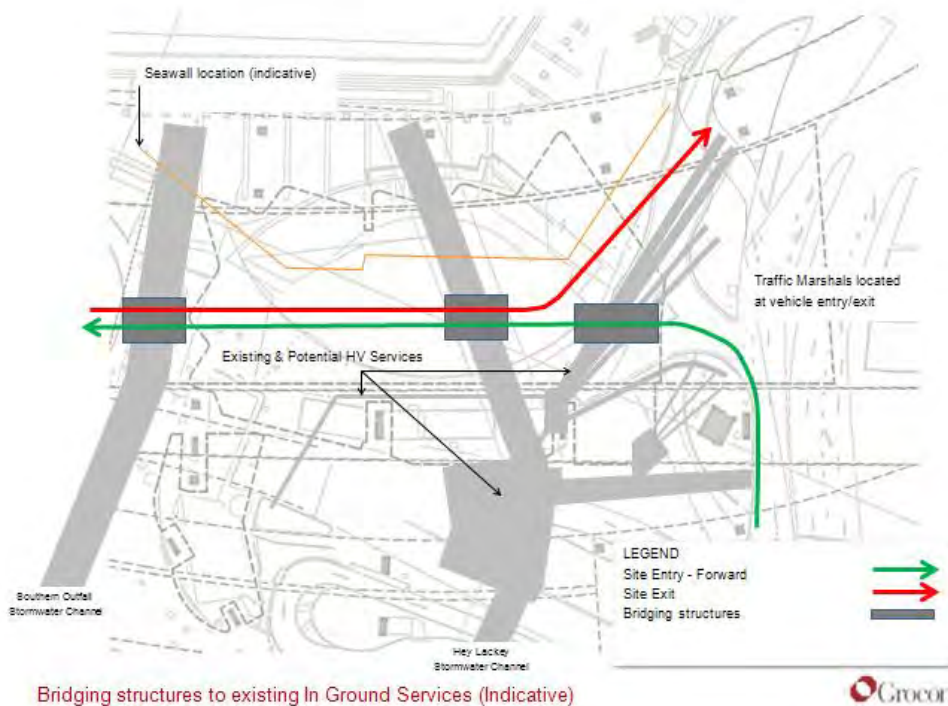 Seawall location (indicative)
Traffic Marshals located
at vehicle entry/exit
Existing & Potential HV Services
Southern Outfall
Stormwater Channel
Hey Lackey
Stormwater Channel
LEGEND
Site Entry - Forward
Site Exit
Bridging structures
Bridging structures to existing In Ground Services (Indicative)
Grocon